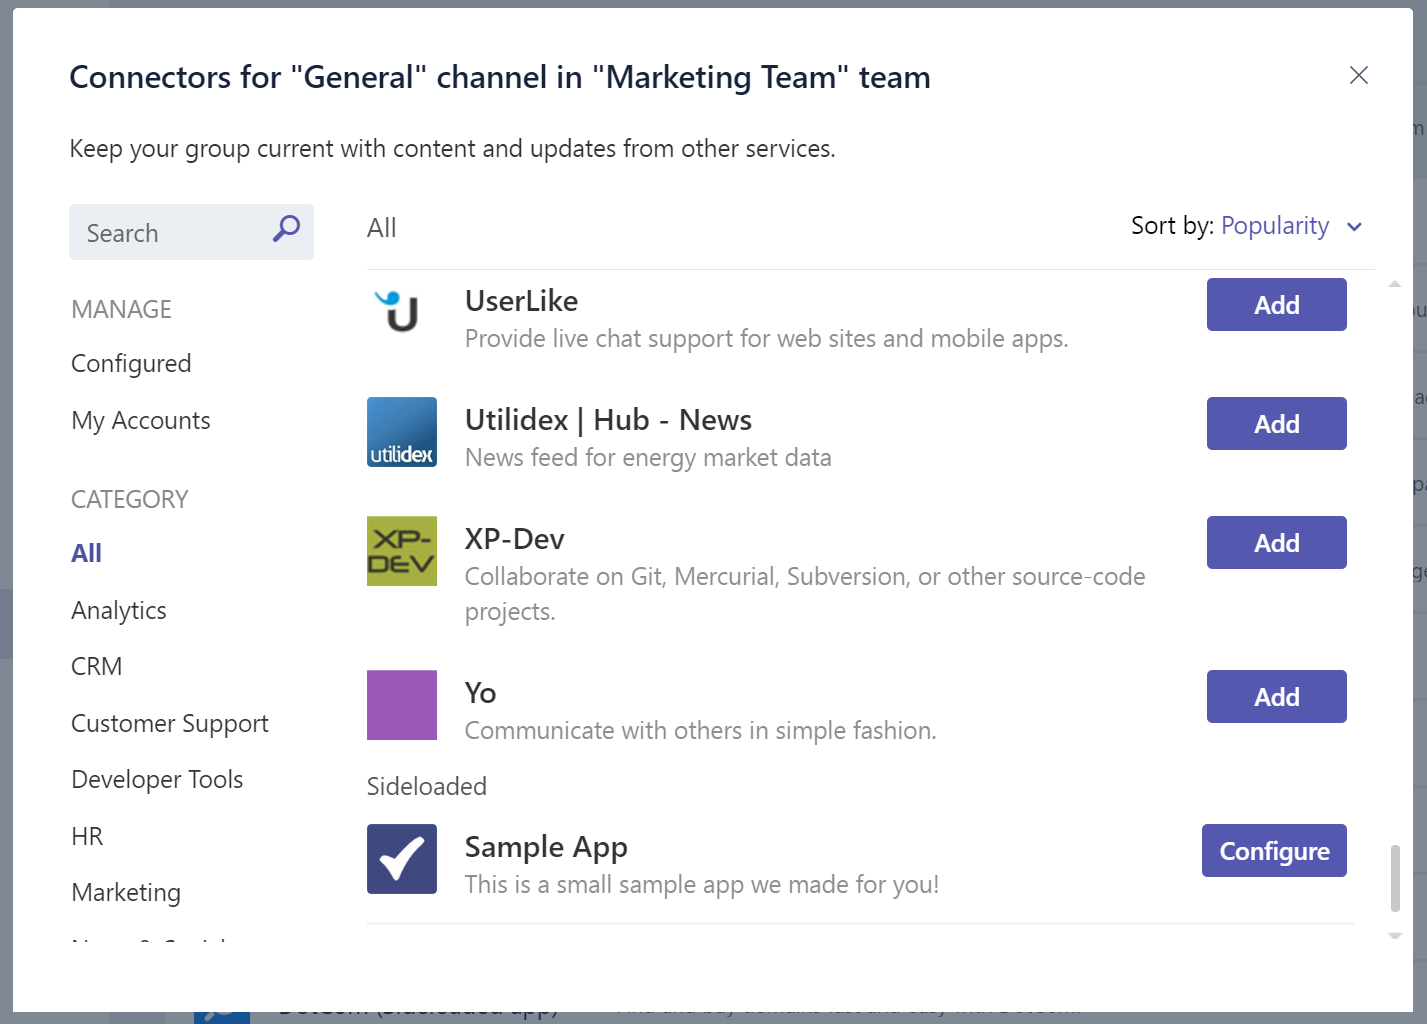 Connectors for "General" channel in "Marketing Team" team
Keep your group current with content and updates from other services.
Search
All
Sort by: Popularity
MANAGE
Configured
My Accounts
CATEGORY
All
Analytics
CRM
Customer Support
Developer Tools
HR
Marketing
UserLike
Provide live chat support for web sites and mobile apps.
Add
utilidex
Utilidex | Hub - News
News feed for energy market data
Add
XP-
DEV
XP-Dev
Collaborate on Git, Mercurial, Subversion, or other source-code
projects.
Add
Yo
Communicate with others in simple fashion.
Add
Sideloaded
Sample App
This is a small sample app we made for you!
Configure